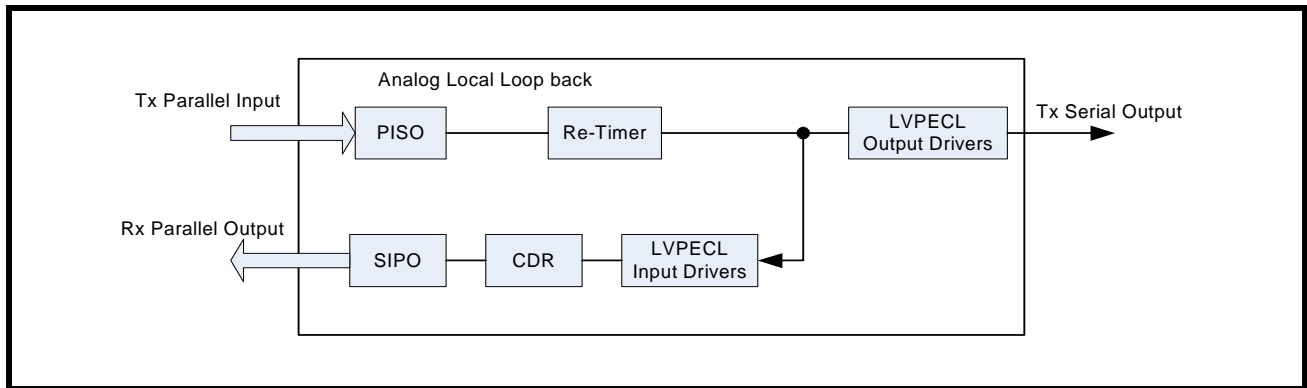 Analog Local Loop back
Tx Parallel Input
PISO
Re-Timer
LVPECL
Output Drivers
Tx Serial Output
Rx Parallel Output
SIPO
CDR
LVPECL
Input Drivers